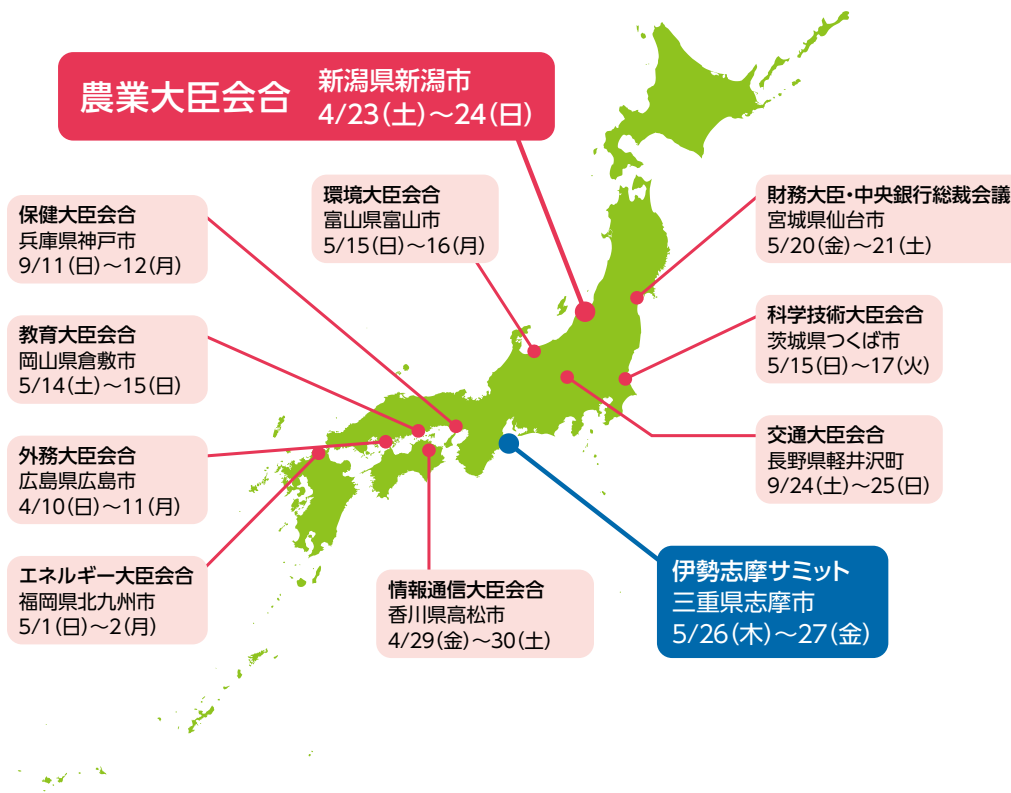 農業大臣会合
新潟県新潟市
4/23(土)～24(日)
環境大臣会合
富山県富山市
5/15(日)～16(月)
保健大臣会合
兵庫県神戸市
9/11(日)～12(月)
教育大臣会合
岡山県倉敷市
5/14(土)～15(日)
外務大臣会合
広島県広島市
4/10(日)～11(月)
エネルギー大臣会合
福岡県北九州市
5/1(日)～2(月)
情報通信大臣会合
香川県高松市
4/29(金)～30(土)
財務大臣・中央銀行総裁会議
宮城県仙台市
5/20(金)～21(土)
科学技術大臣会合
茨城県つくば市
5/15(日)～17(火)
交通大臣会合
長野県軽井沢町
9/24(土)～25(日)
伊勢志摩サミット
三重県志摩市
5/26(木)～27(金)